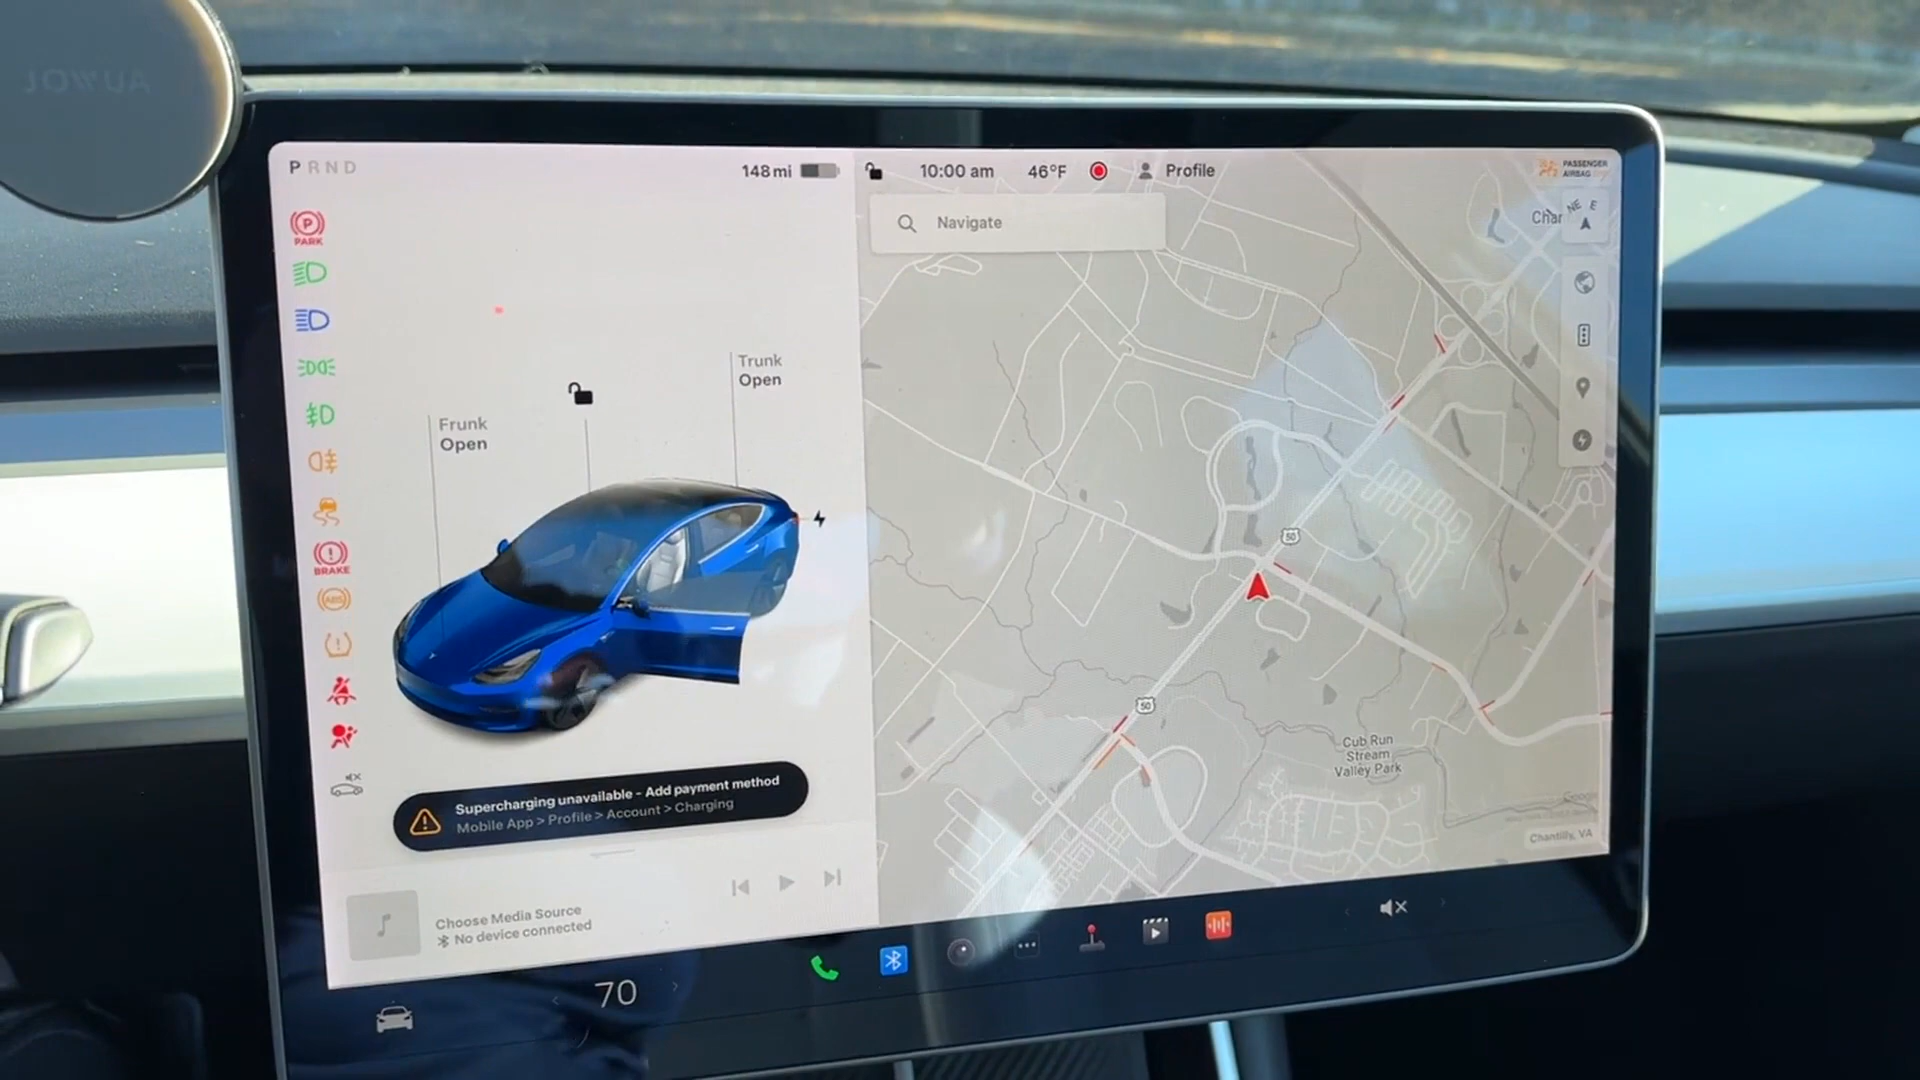 P R N D
148 mi
10:00 am
46°F
Profile
PASSENGER
AIRBAG
Navigate
NE E
PARK
Trunk
Open
Frunk
Open
BRAKE
ABS
50
50
Cub Run
Stream
Valley Park
Google
Chantilly, VA
Supercharging unavailable - Add payment method
Mobile App > Profile > Account > Charging
Choose Media Source
No device connected
70